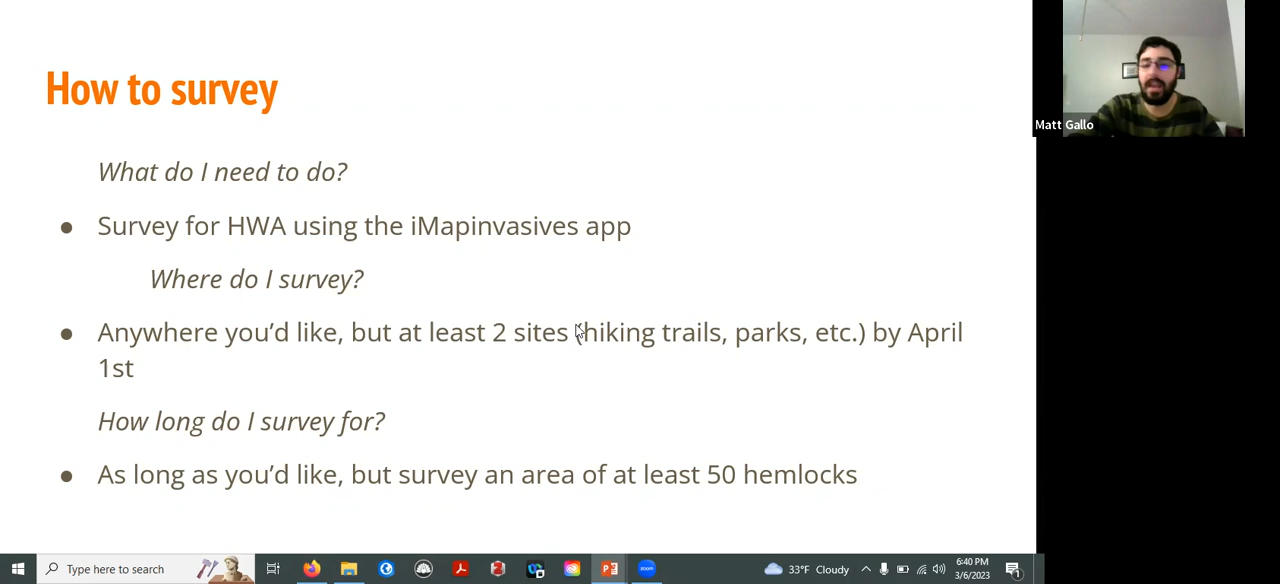 How to survey
What do I need to do?
● Survey for HWA using the iMapinvasives app
Where do I survey?
● Anywhere you'd like, but at least 2 sites (hiking trails, parks, etc.) by April
1st
How long do I survey for?
● As long as you'd like, but survey an area of at least 50 hemlocks
Matt Gallo
Type here to search
zoom
33°F Cloudy
6:40 PM
3/6/2023
1